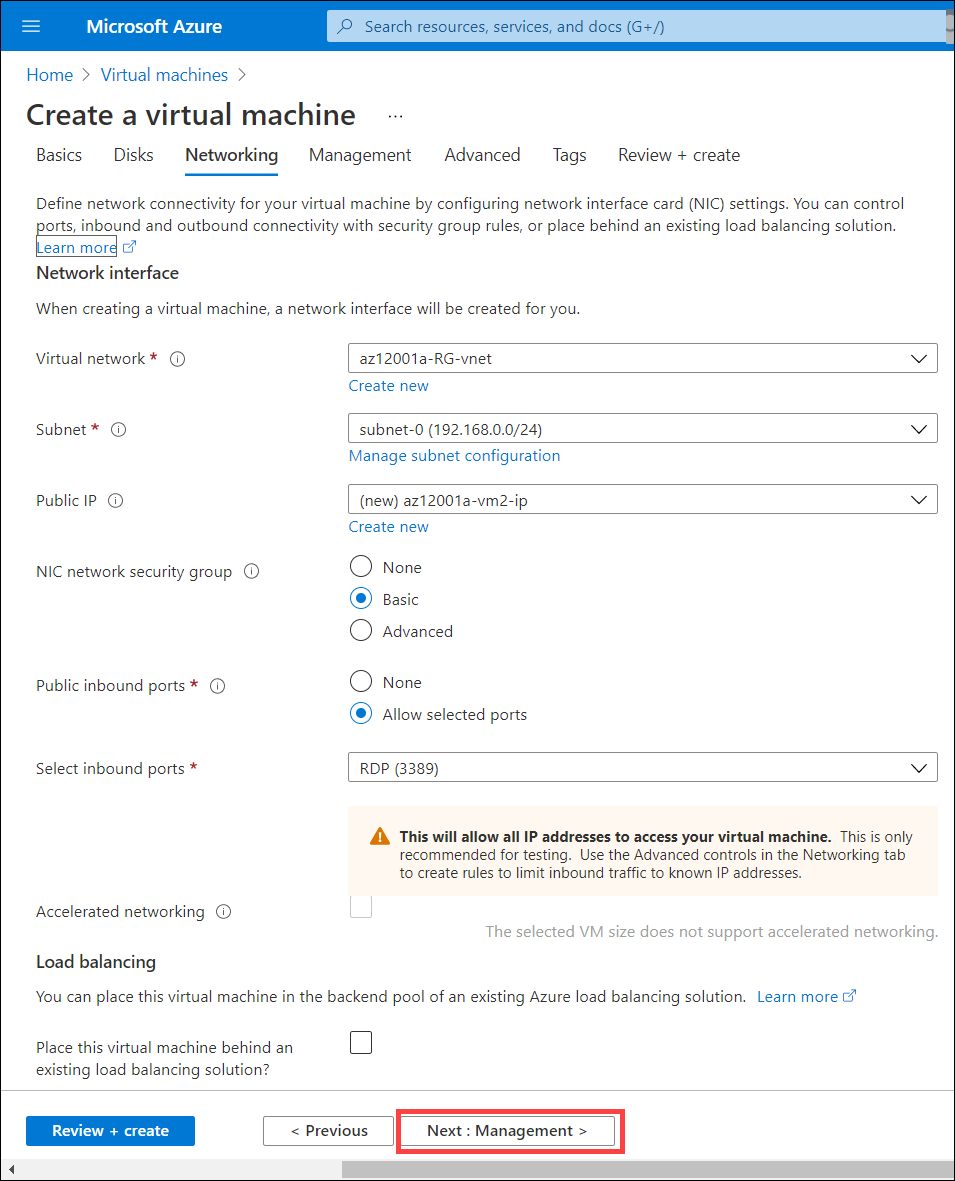 Microsoft Azure
Search resources, services, and docs (G+/)
Home > Virtual machines >
Create a virtual machine ...
Basics Disks Networking Management Advanced Tags Review + create
Define network connectivity for your virtual machine by configuring network interface card (NIC) settings. You can control
ports, inbound and outbound connectivity with security group rules, or place behind an existing load balancing solution.
Learn more
Network interface
When creating a virtual machine, a network interface will be created for you.
Virtual network * az12001a-RG-vnet
Create new
Subnet * subnet-0 (192.168.0.0/24)
Manage subnet configuration
Public IP (new) az12001a-vm2-ip
Create new
NIC network security group
None
Basic
Advanced
Public inbound ports *
None
Allow selected ports
Select inbound ports * RDP (3389)
This will allow all IP addresses to access your virtual machine. This is only
recommended for testing. Use the Advanced controls in the Networking tab
to create rules to limit inbound traffic to known IP addresses.
Accelerated networking
The selected VM size does not support accelerated networking.
Load balancing
You can place this virtual machine in the backend pool of an existing Azure load balancing solution. Learn more
Place this virtual machine behind an
existing load balancing solution?
Review + create < Previous Next : Management >